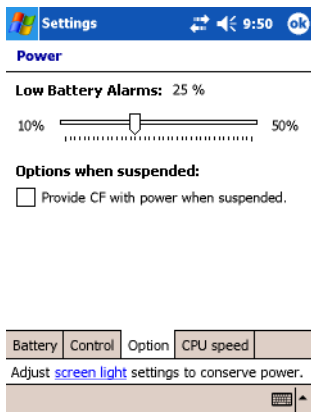 Settings 9:50 ok
Power
Low Battery Alarms: 25 %
10% 50%
Options when suspended:
Provide CF with power when suspended.
Battery Control Option CPU speed
Adjust screen light settings to conserve power.